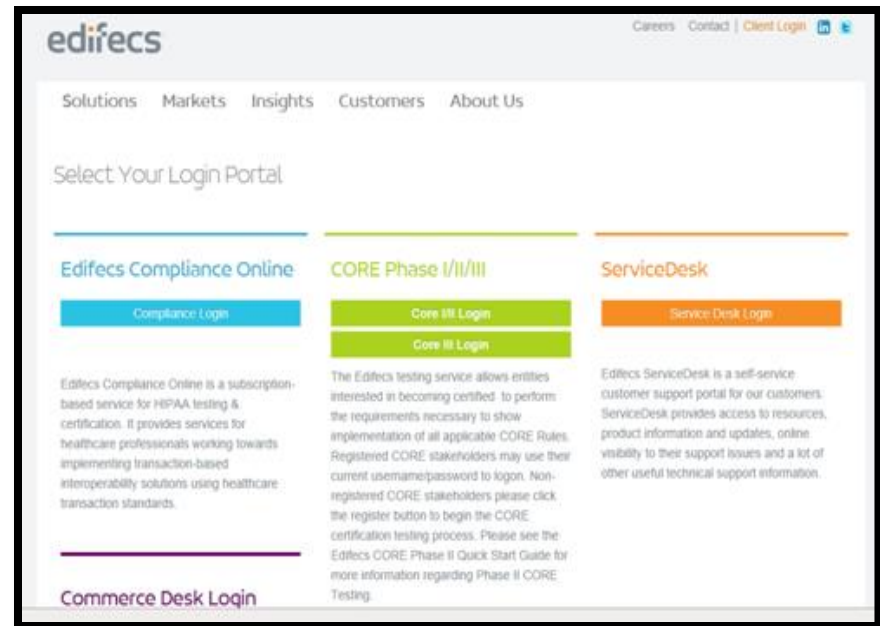 edifecs
Careers Contact | Client Login
Solutions Markets Insights Customers About Us
Select Your Login Portal
Edifecs Compliance Online
Compliance Login
Edifecs Compliance Online is a subscription-
based service for HIPAA testing &
certification. It provides services for
healthcare professionals working towards
implementing transaction-based
interoperability solutions using healthcare
transaction standards.
Commerce Desk Login
CORE Phase I/II/III
Core I/II Login
Core III Login
The Edifecs testing service allows entities
interested in becoming certified to perform
the requirements necessary to show
implementation of all applicable CORE Rules.
Registered CORE stakeholders may use their
current username/password to logon. Non-
registered CORE stakeholders please click
the register button to begin the CORE
certification testing process. Please see the
Edifecs CORE Phase II Quick Start Guide for
more information regarding Phase II CORE
Testing.
ServiceDesk
Service Desk Login
Edifecs ServiceDesk is a self-service
customer support portal for our customers.
ServiceDesk provides access to resources,
product information and updates, online
visibility to their support issues and a lot of
other useful technical support information.